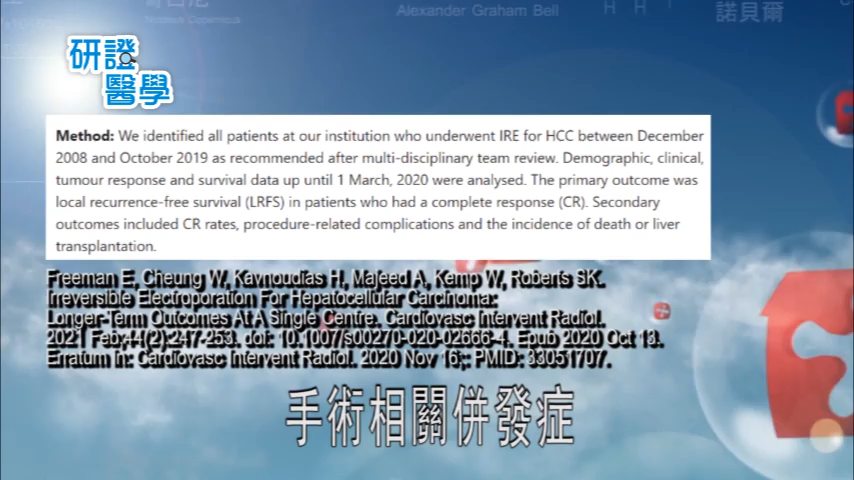 Alexander Graham Bell
諾貝爾
研證
醫學
Method: We identified all patients at our institution who underwent IRE for HCC between December
2008 and October 2019 as recommended after multi-disciplinary team review. Demographic, clinical,
tumour response and survival data up until 1 March, 2020 were analysed. The primary outcome was
local recurrence-free survival (LRFS) in patients who had a complete response (CR). Secondary
outcomes included CR rates, procedure-related complications and the incidence of death or liver
transplantation.
Freeman E, Cheung W, Kavnoudias H, Majeed A, Kemp W, Roberts SK.
Irreversible Electroporation For Hepatocellular Carcinoma:
Longer-Term Outcomes At A Single Centre. Cardiovasc Intervent Radiol.
2021 Feb;44(2):247-253. doi: 10.1007/s00270-020-02666-4. Epub 2020 Oct 13.
Erratum in: Cardiovasc Intervent Radiol. 2020 Nov 16;: PMID: 33051707.
手術相關併發症